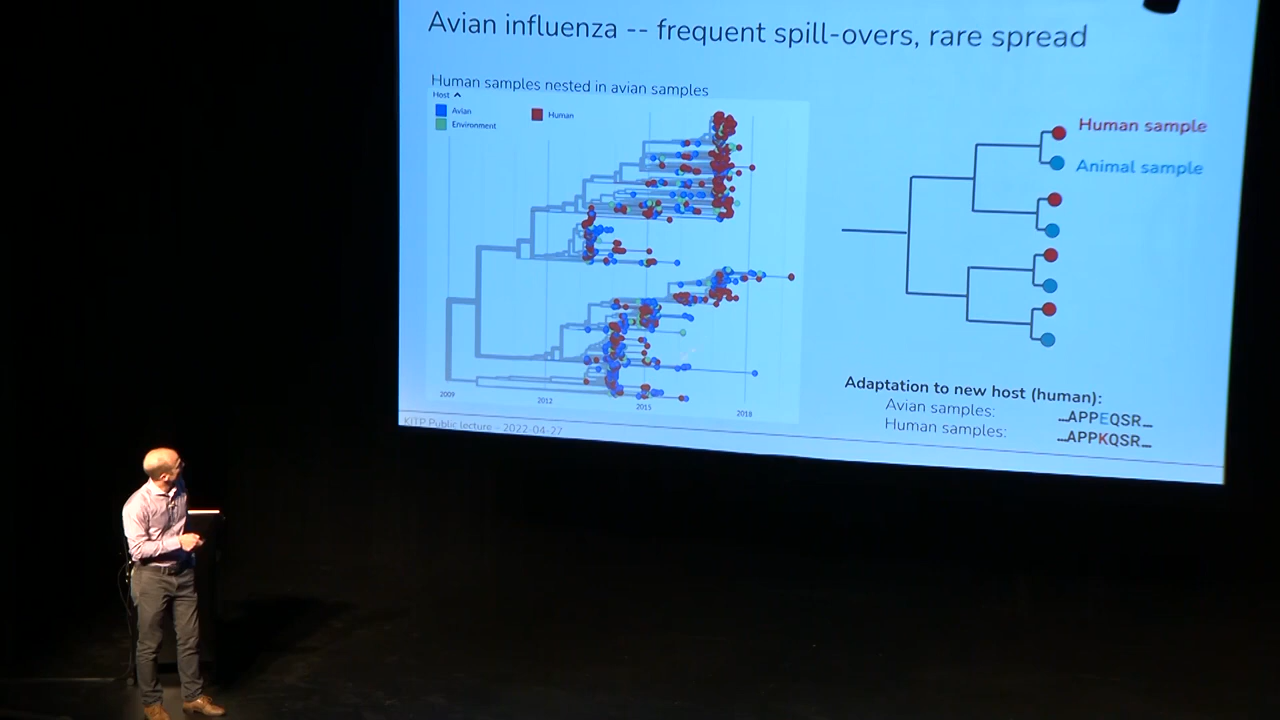 Avian influenza -- frequent spill-overs, rare spread
Human samples nested in avian samples
Host
Avian
Human
Environment
2009
2012
2015
2018
Human sample
Animal sample
Adaptation to new host (human):
Avian samples: ...APPEQSR...
Human samples: ...APPKQSR...
KITP Public lecture - 2022-04-27